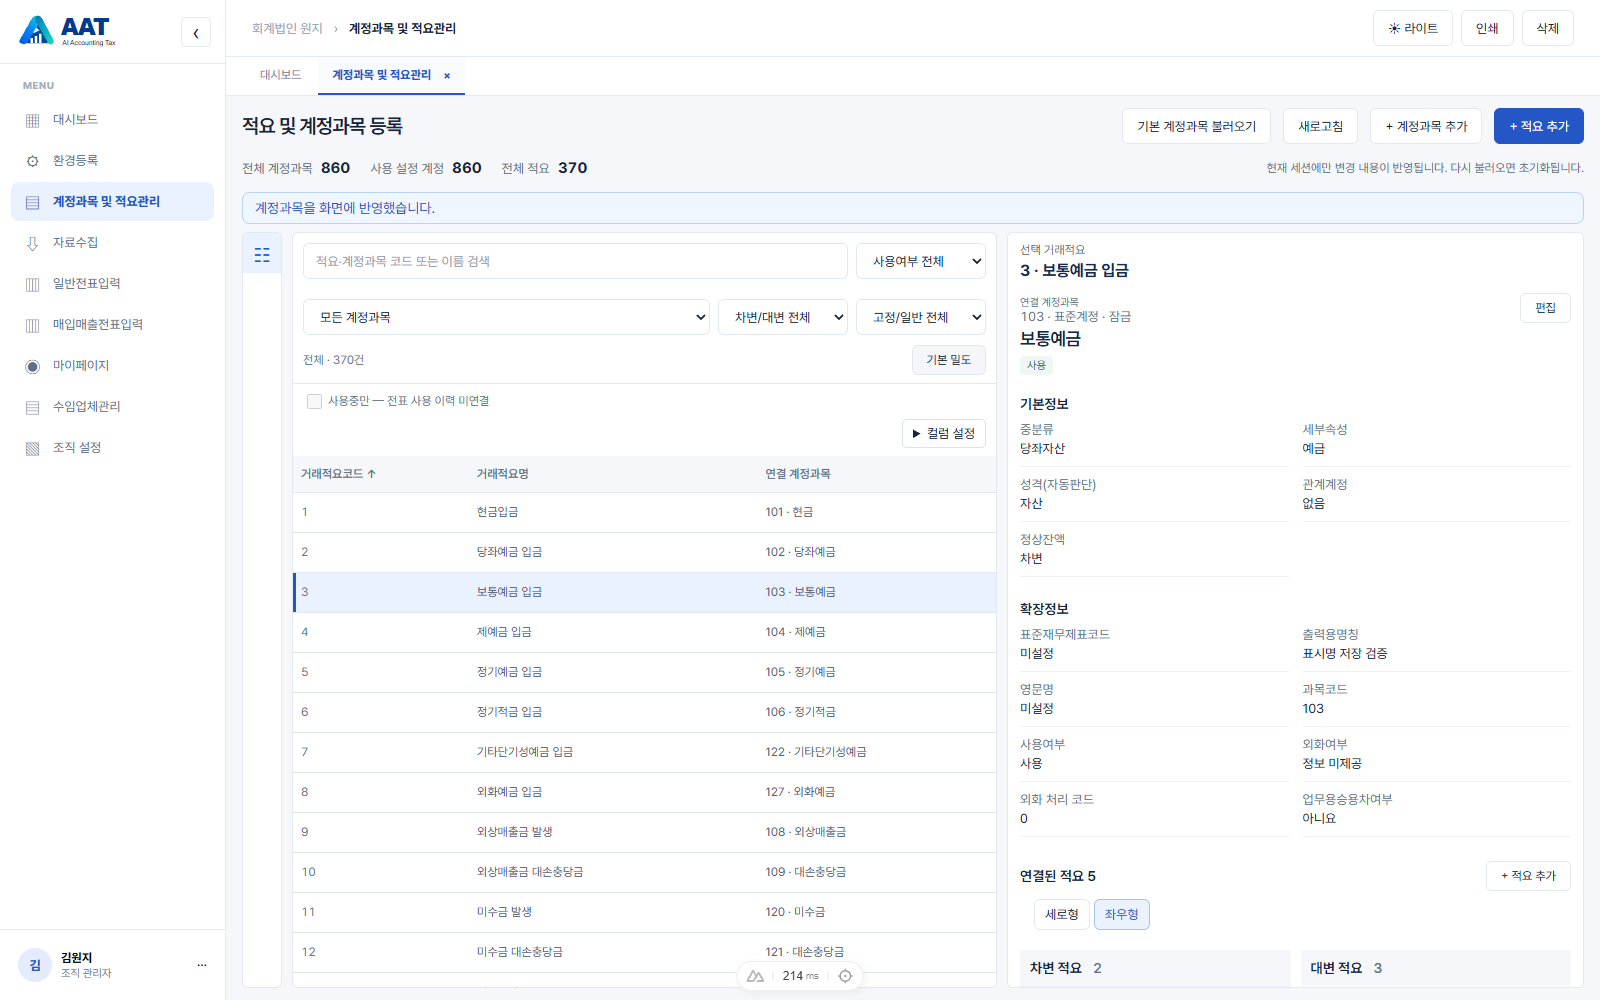 AAT
AI Accounting Tax
MENU
대시보드
환경등록
계정과목 및 적요관리
자료수집
일반전표입력
매입매출전표입력
마이페이지
수임업체관리
조직 설정
김
김원지
조직 관리자
회계법인 원지 › 계정과목 및 적요관리
라이트
인쇄
삭제
대시보드
계정과목 및 적요관리 ×
적요 및 계정과목 등록
기본 계정과목 불러오기
새로고침
+ 계정과목 추가
+ 적요 추가
전체 계정과목 860 사용 설정 계정 860 전체 적요 370
현재 세션에만 변경 내용이 반영됩니다. 다시 불러오면 초기화됩니다.
계정과목을 화면에 반영했습니다.
적요·계정과목 코드 또는 이름 검색
사용여부 전체
모든 계정과목
차변/대변 전체
고정/일반 전체
전체 · 370건
기본 밀도
사용중만 — 전표 사용 이력 미연결
▶ 컬럼 설정
거래적요코드 ↑ 거래적요명 연결 계정과목
1 현금입금 101 · 현금
2 당좌예금 입금 102 · 당좌예금
3 보통예금 입금 103 · 보통예금
4 제예금 입금 104 · 제예금
5 정기예금 입금 105 · 정기예금
6 정기적금 입금 106 · 정기적금
7 기타단기성예금 입금 122 · 기타단기성예금
8 외화예금 입금 127 · 외화예금
9 외상매출금 발생 108 · 외상매출금
10 외상매출금 대손충당금 109 · 대손충당금
11 미수금 발생 120 · 미수금
12 미수금 대손충당금 121 · 대손충당금
214 ms
선택 거래적요
3 · 보통예금 입금
연결 계정과목
103 · 표준계정 · 잠금
편집
보통예금
사용
기본정보
중분류
당좌자산
세부속성
예금
성격(자동판단)
자산
관계계정
없음
정상잔액
차변
확장정보
표준재무제표코드
미설정
출력용명칭
표시명 저장 검증
영문명
미설정
과목코드
103
사용여부
사용
외화여부
정보 미제공
외화 처리 코드
0
업무용승용차여부
아니요
연결된 적요 5
+ 적요 추가
세로형
좌우형
차변 적요 2
대변 적요 3